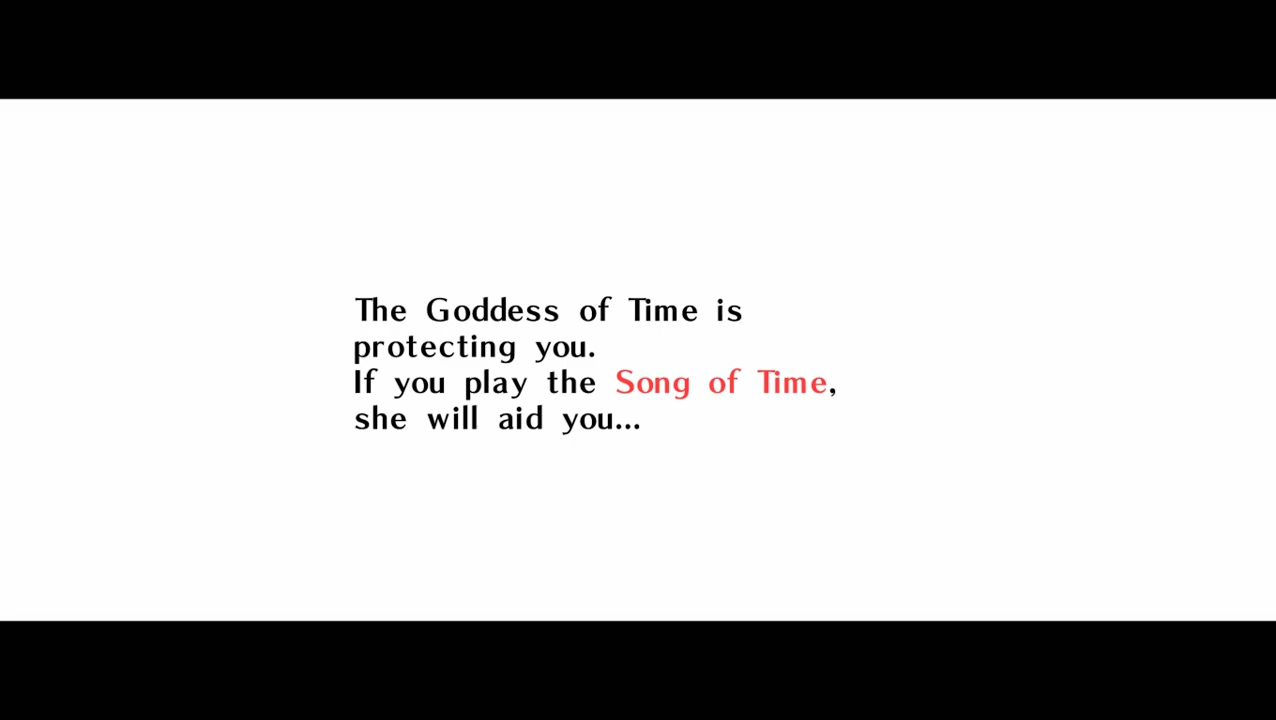 The Goddess of Time is
protecting you.
If you play the Song of Time,
she will aid you...